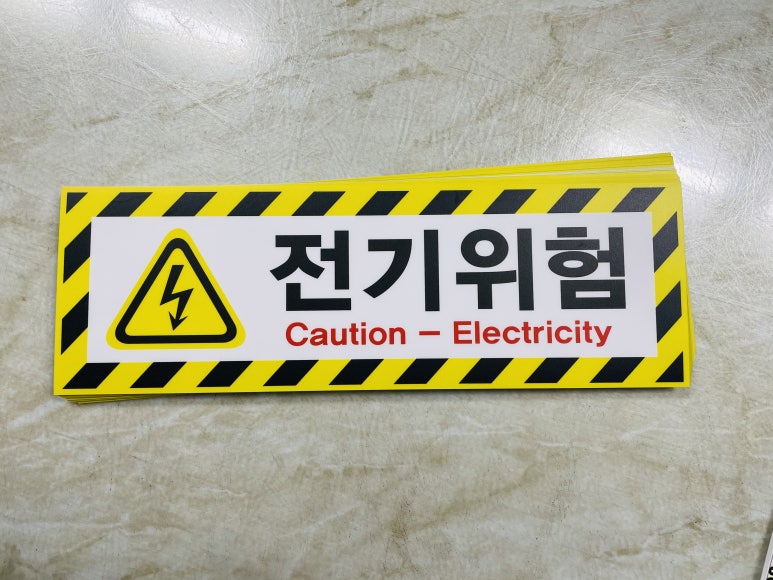 전기위험
Caution – Electricity